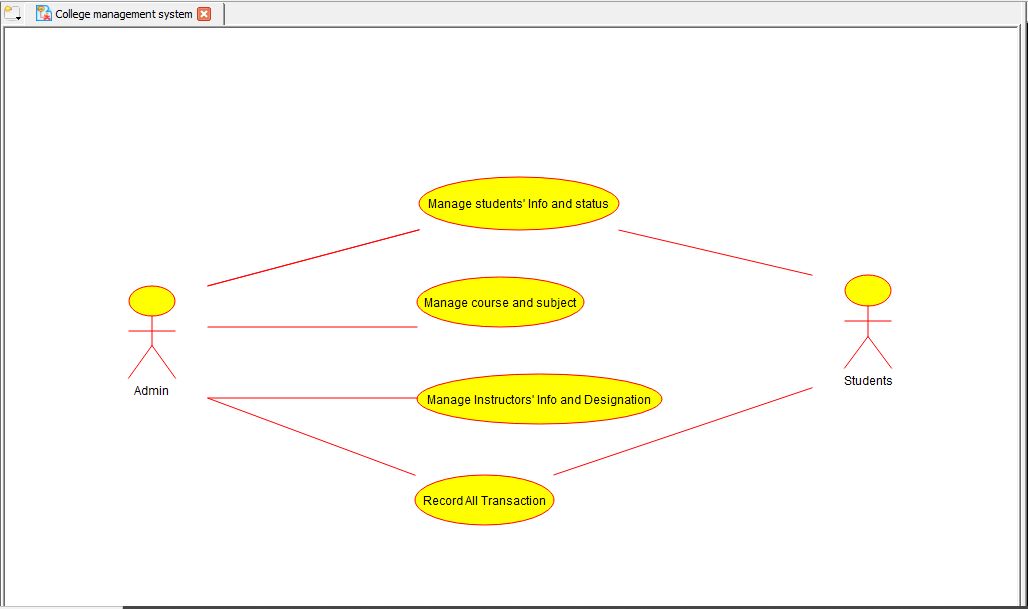 College management system
Manage students' Info and status
Manage course and subject
Admin
Students
Manage Instructors' Info and Designation
Record All Transaction